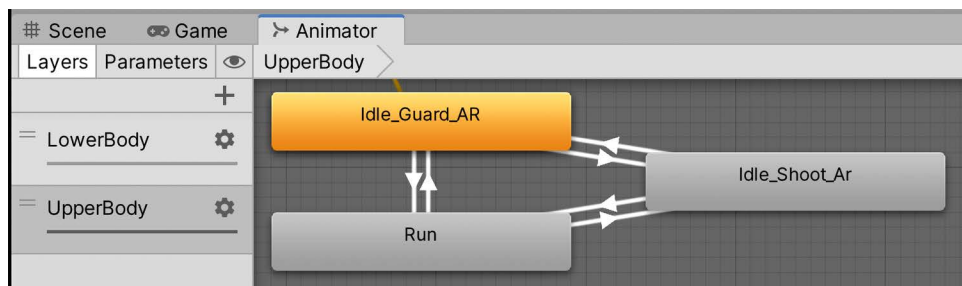 Scene Game Animator
Layers Parameters UpperBody
LowerBody
UpperBody
Idle_Guard_AR
Idle_Shoot_Ar
Run